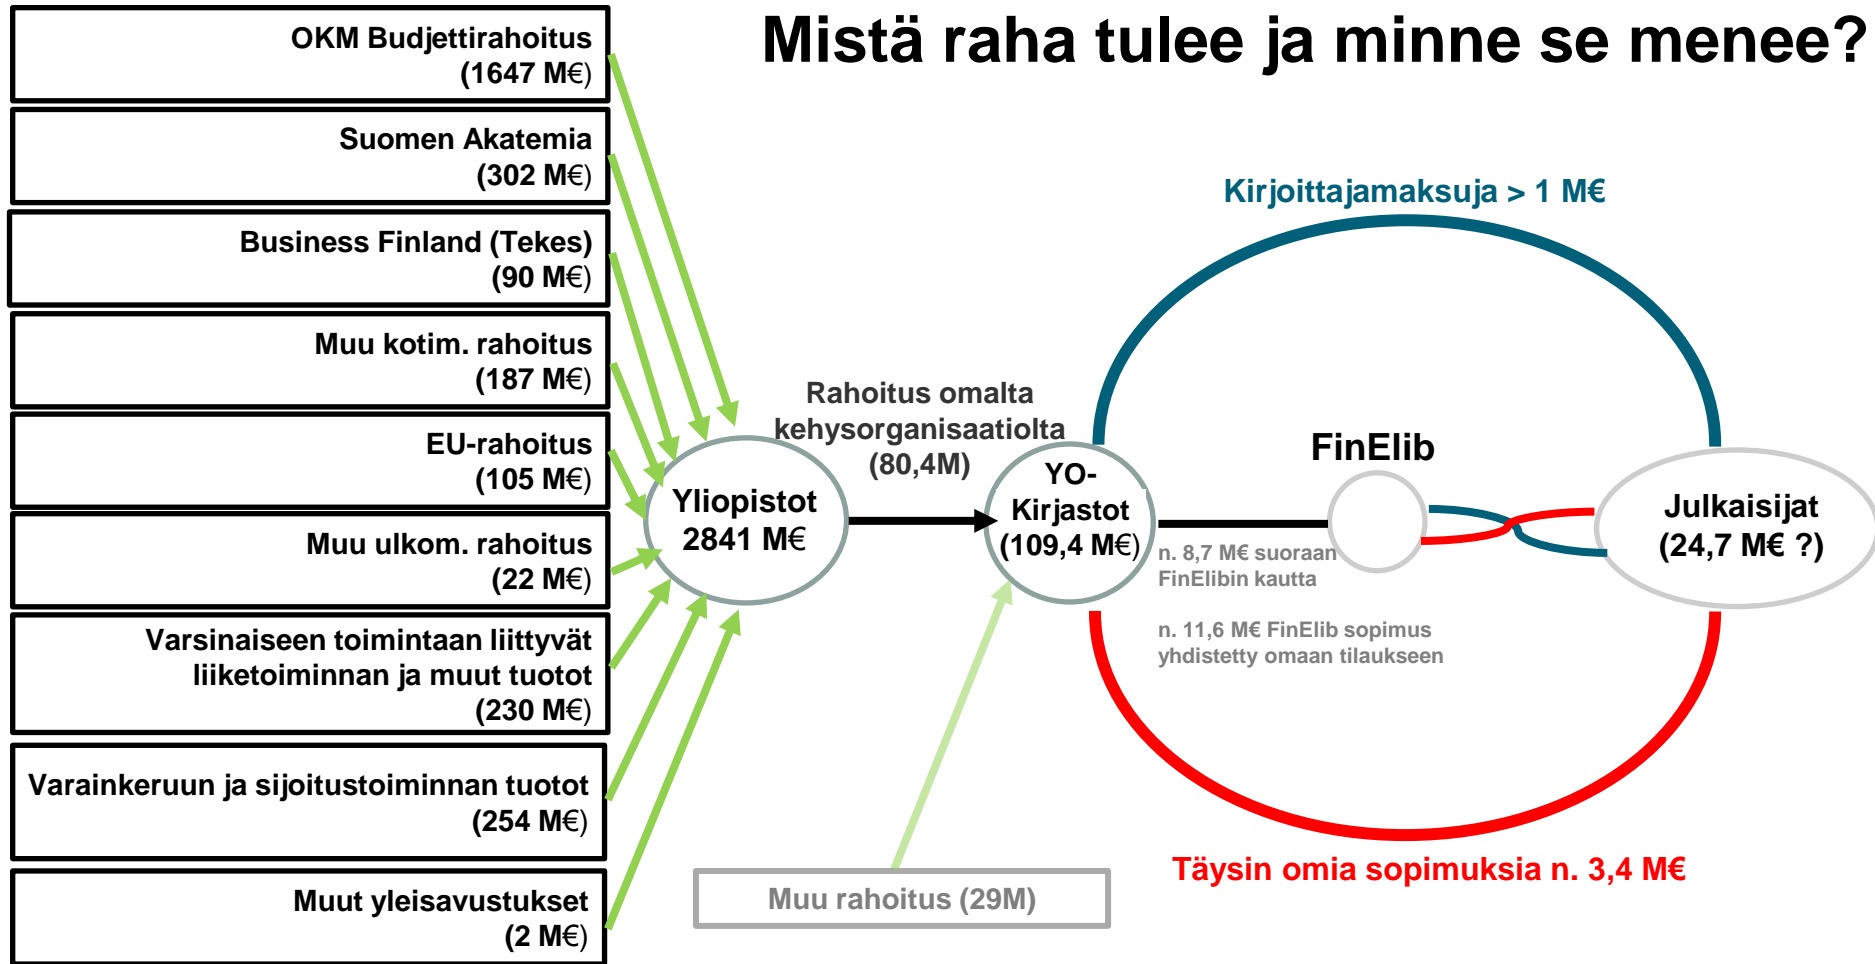 Mistä raha tulee ja minne se menee?
OKM Budjettirahoitus
(1647 M€)
Suomen Akatemia
(302 M€)
Business Finland (Tekes)
(90 M€)
Muu kotim. rahoitus
(187 M€)
EU-rahoitus
(105 M€)
Muu ulkom. rahoitus
(22 M€)
Varsinaiseen toimintaan liittyvät
liiketoiminnan ja muut tuotot
(230 M€)
Varainkeruun ja sijoitustoiminnan tuotot
(254 M€)
Muut yleisavustukset
(2 M€)
Yliopistot
2841 M€
Rahoitus omalta
kehysorganisaatiolta
(80,4M)
Muu rahoitus (29M)
YO-
Kirjastot
(109,4 M€)
Kirjoittajamaksuja > 1 M€
FinElib
n. 8,7 M€ suoraan
FinElibin kautta
n. 11,6 M€ FinElib sopimus
yhdistetty omaan tilaukseen
Julkaisijat
(24,7 M€ ?)
Täysin omia sopimuksia n. 3,4 M€